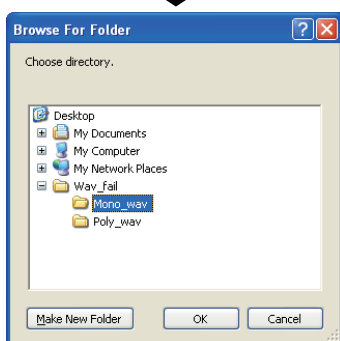 Browse For Folder
Choose directory.
Desktop
My Documents
My Computer
My Network Places
Wav_fail
Mono_wav
Poly_wav
Make New Folder OK Cancel